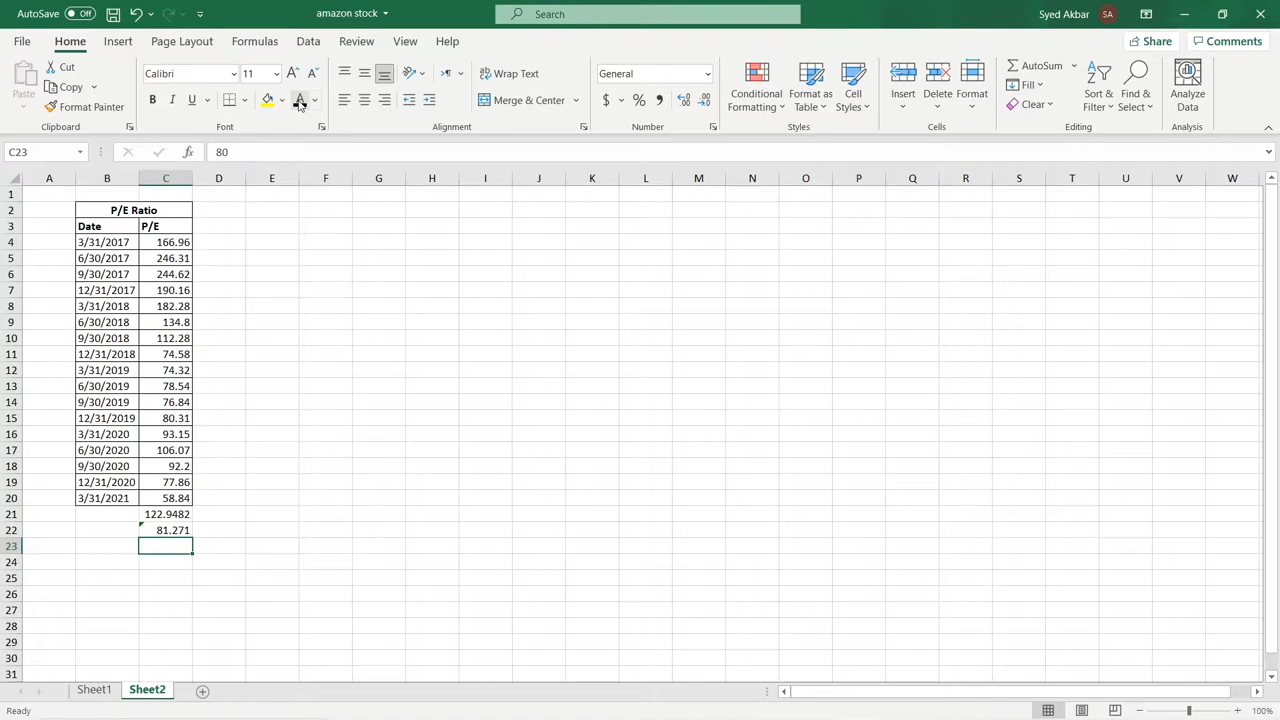 AutoSave Off amazon stock Search Syed Akbar SA
File Home Insert Page Layout Formulas Data Review View Help Share Comments
Paste Cut Copy Format Painter Clipboard
Calibri 11 B I U A Font
Wrap Text Merge & Center Alignment
General $ % Number
Conditional Formatting Format as Table Cell Styles Styles
Insert Delete Format Cells
AutoSum Fill Clear Sort & Filter Find & Select Editing
Analyze Data Analysis
C23 fx 80
A B C D E F G H I J K L M N O P Q R S T U V W
1
2 P/E Ratio
3 Date P/E
4 3/31/2017 166.96
5 6/30/2017 246.31
6 9/30/2017 244.62
7 12/31/2017 190.16
8 3/31/2018 182.28
9 6/30/2018 134.8
10 9/30/2018 112.28
11 12/31/2018 74.58
12 3/31/2019 74.32
13 6/30/2019 78.54
14 9/30/2019 76.84
15 12/31/2019 80.31
16 3/31/2020 93.15
17 6/30/2020 106.07
18 9/30/2020 92.2
19 12/31/2020 77.86
20 3/31/2021 58.84
21 122.9482
22 81.271
23
24
25
26
27
28
29
30
31
Sheet1 Sheet2
Ready 100%